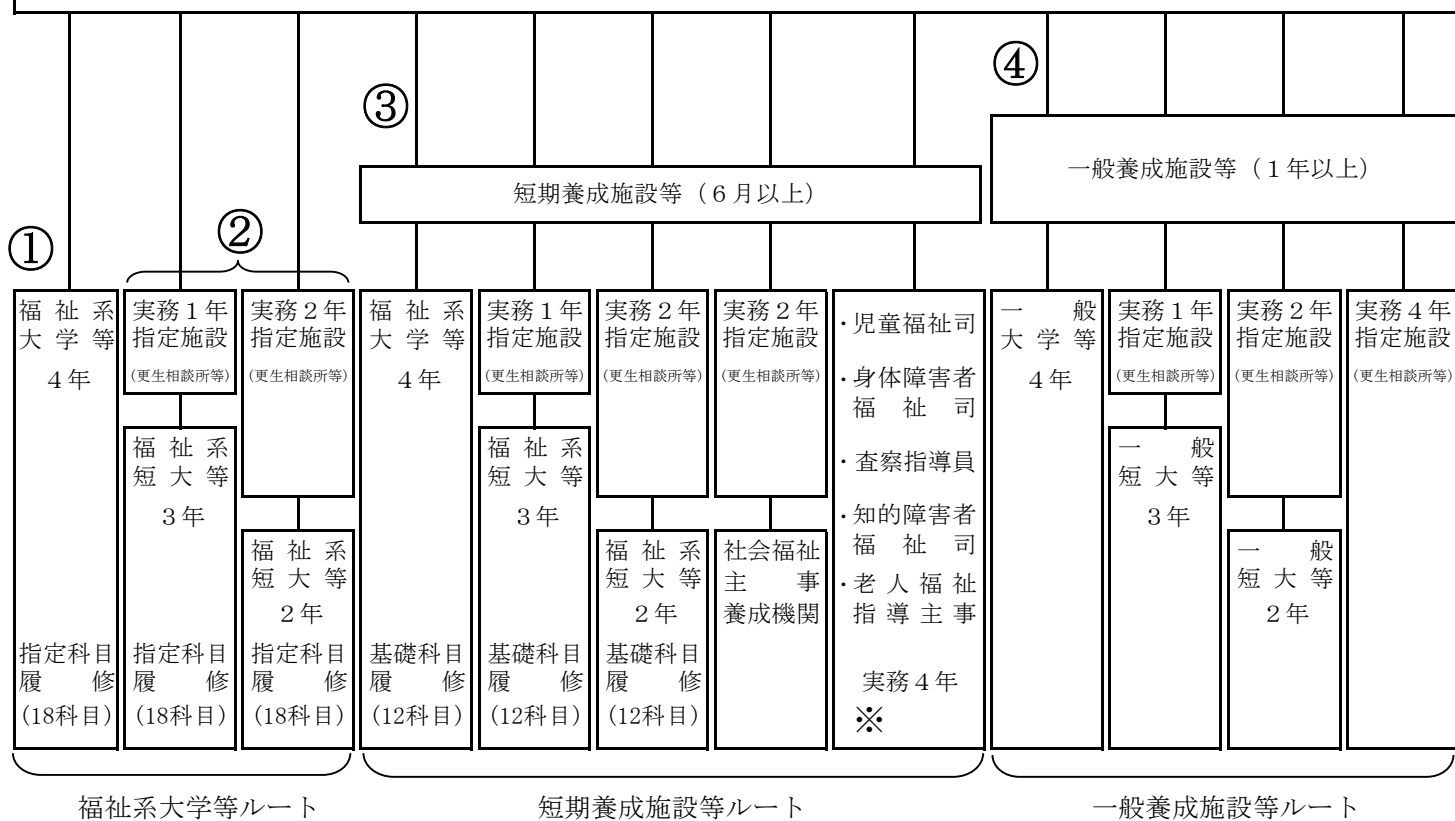 ④
③
一般養成施設等(1年以上)
短期養成施設等(6月以上)
①
②
福祉系
大学等
4年
指定科目
履修
(18科目)
実務1年
指定施設
(更生相談所等)
福祉系
短大等
3年
指定科目
履修
(18科目)
実務2年
指定施設
(更生相談所等)
福祉系
短大等
2年
指定科目
履修
(18科目)
福祉系
大学等
4年
基礎科目
履修
(12科目)
実務1年
指定施設
(更生相談所等)
福祉系
短大等
3年
基礎科目
履修
(12科目)
実務2年
指定施設
(更生相談所等)
福祉系
短大等
2年
基礎科目
履修
(12科目)
実務2年
指定施設
(更生相談所等)
社会福祉
主事
養成機関
・児童福祉司
・身体障害者
福祉司
・査察指導員
・知的障害者
福祉司
・老人福祉
指導主事
実務4年
※
一般
大学等
4年
実務1年
指定施設
(更生相談所等)
一般
短大等
3年
実務2年
指定施設
(更生相談所等)
一般
短大等
2年
実務4年
指定施設
(更生相談所等)
福祉系大学等ルート
短期養成施設等ルート
一般養成施設等ルート